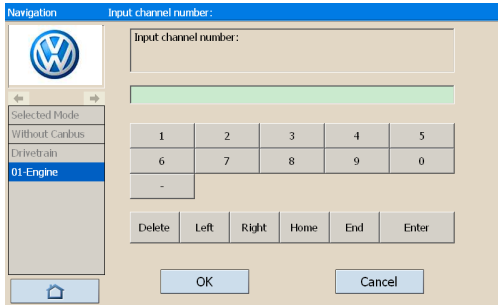 Navigation Input channel number:
Input channel number:
Selected Mode
Without Canbus
Drivetrain
01-Engine
1 2 3 4 5
6 7 8 9 0
-
Delete Left Right Home End Enter
OK Cancel